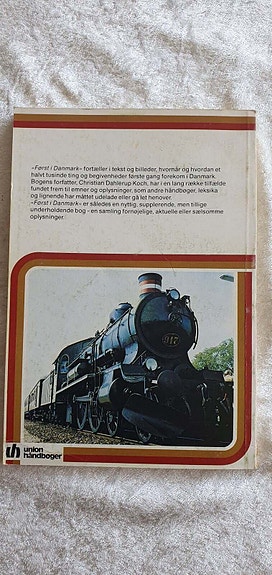 »Først i Danmark« fortæller i tekst og billeder, hvornår og hvordan et
halvt tusinde ting og begivenheder første gang forekom i Danmark.
Bogens forfatter, Christian Dahlerup Koch, har i en lang række tilfælde
fundet frem til emner og oplysninger, som andre håndbøger, leksika
og lignende har måttet udelade eller gå let henover.
»Først i Danmark« er således en nyttig, supplerende, men tillige
underholdende bog - en samling fornøjelige, aktuelle eller sælsomme
oplysninger.
917
uh union
håndbøger